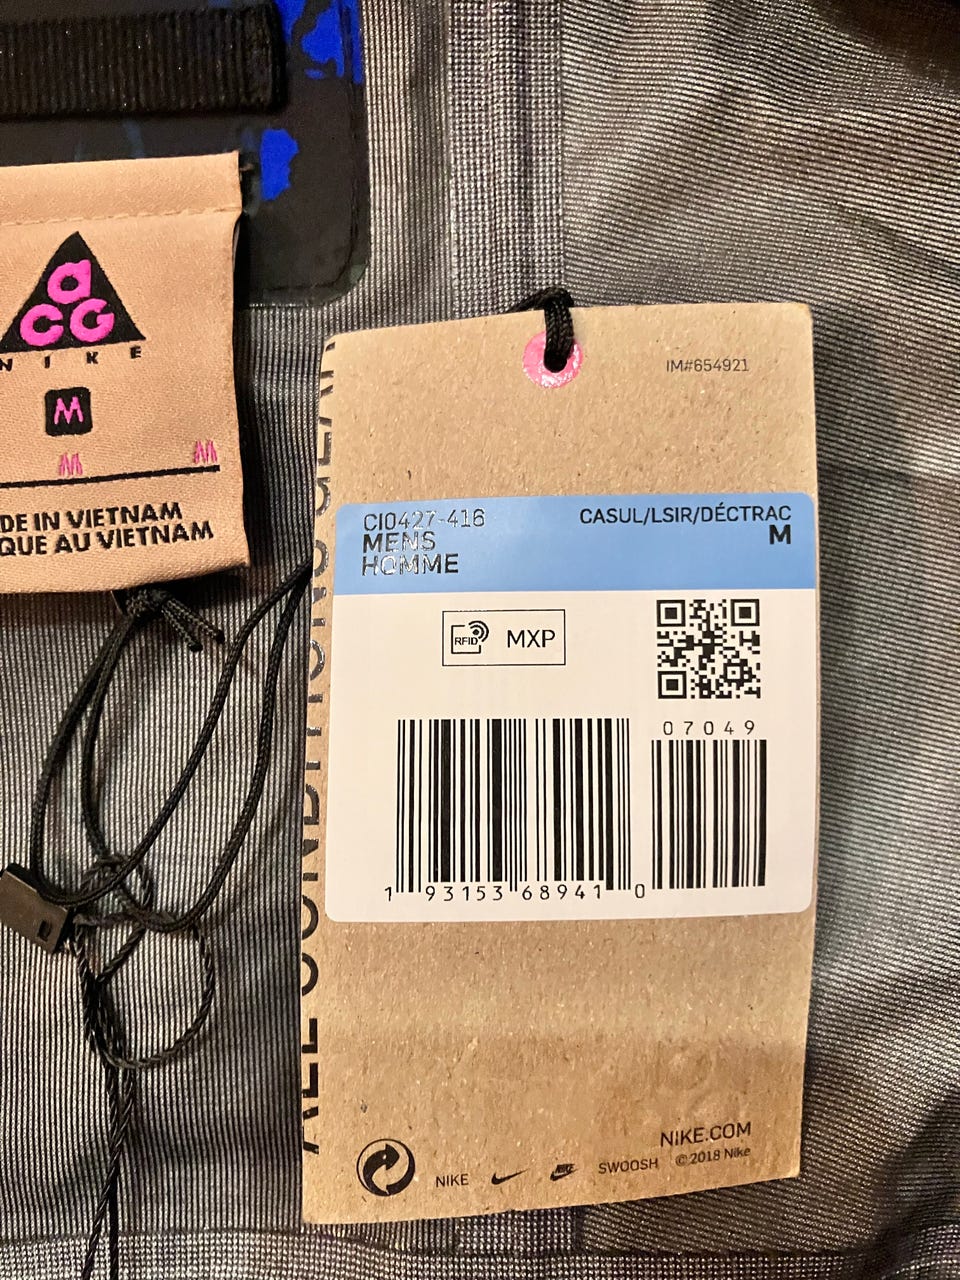 acG
NIKE
M
M M
DE IN VIETNAM
QUE AU VIETNAM
IM#654921
CI0427-416
MENS
HOMME
CASUL/LSIR/DÉCTRAC
M
RFID MXP
07049
1 93153 68941 0
ALL CONDITIONS GEAR
NIKE.COM
© 2018 Nike
NIKE NIKE SWOOSH